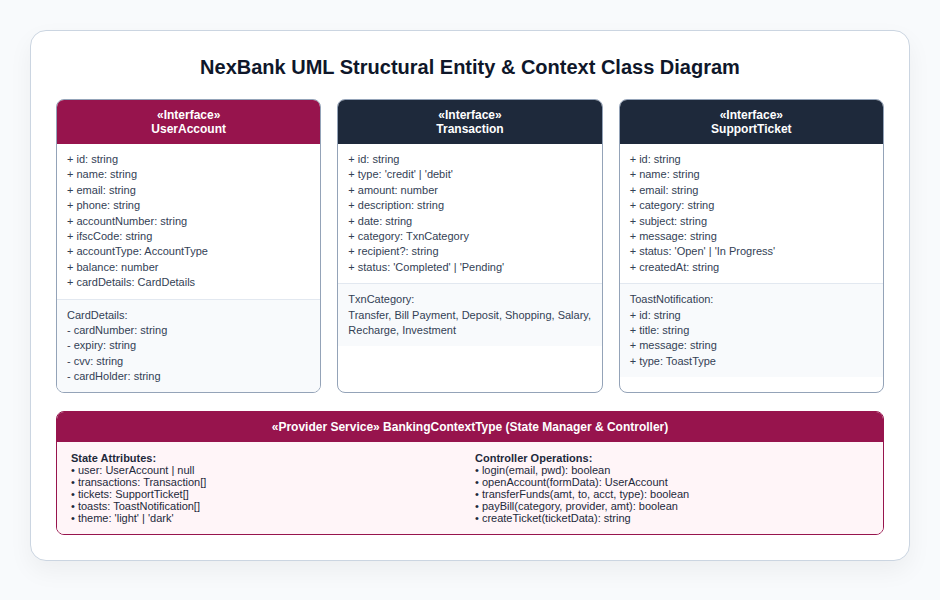 NexBank UML Structural Entity & Context Class Diagram
«Interface»
UserAccount
+ id: string
+ name: string
+ email: string
+ phone: string
+ accountNumber: string
+ ifscCode: string
+ accountType: AccountType
+ balance: number
+ cardDetails: CardDetails
CardDetails:
- cardNumber: string
- expiry: string
- cvv: string
- cardHolder: string
«Interface»
Transaction
+ id: string
+ type: 'credit' | 'debit'
+ amount: number
+ description: string
+ date: string
+ category: TxnCategory
+ recipient?: string
+ status: 'Completed' | 'Pending'
TxnCategory:
Transfer, Bill Payment, Deposit, Shopping, Salary,
Recharge, Investment
«Interface»
SupportTicket
+ id: string
+ name: string
+ email: string
+ category: string
+ subject: string
+ message: string
+ status: 'Open' | 'In Progress'
+ createdAt: string
ToastNotification:
+ id: string
+ title: string
+ message: string
+ type: ToastType
«Provider Service» BankingContextType (State Manager & Controller)
State Attributes:
• user: UserAccount | null
• transactions: Transaction[]
• tickets: SupportTicket[]
• toasts: ToastNotification[]
• theme: 'light' | 'dark'
Controller Operations:
• login(email, pwd): boolean
• openAccount(formData): UserAccount
• transferFunds(amt, to, acct, type): boolean
• payBill(category, provider, amt): boolean
• createTicket(ticketData): string